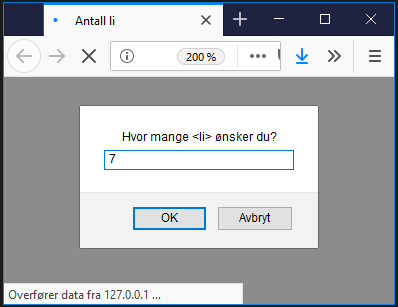 Antall li
200 %
Hvor mange <li> ønsker du?
7
OK Avbryt
Overfører data fra 127.0.0.1 ...